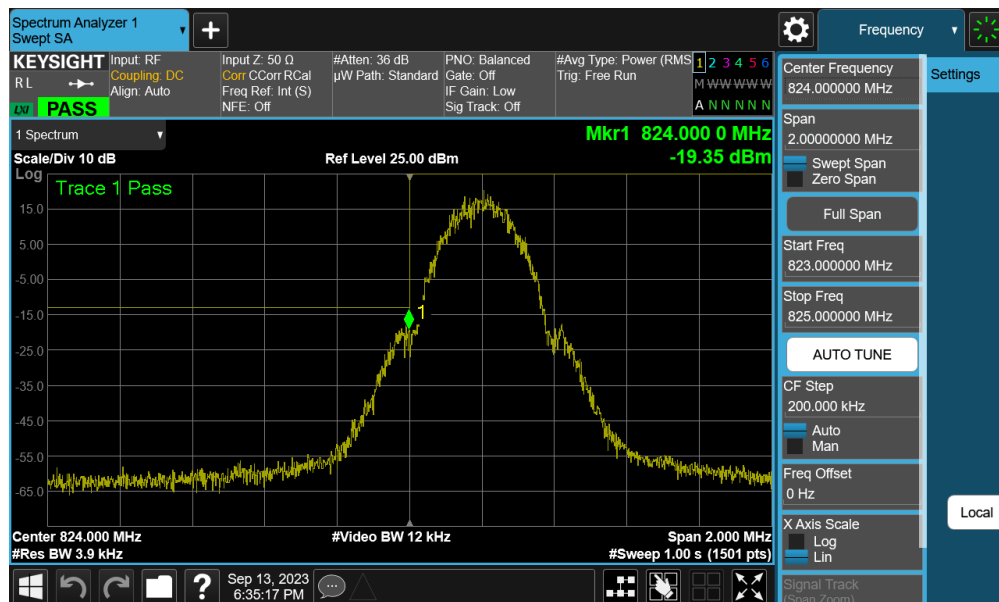 Spectrum Analyzer 1
Swept SA
+
Frequency
KEYSIGHT
R L
LXI PASS
Input: RF
Coupling: DC
Align: Auto
Input Z: 50 Ω
Corr CCorr RCal
Freq Ref: Int (S)
NFE: Off
#Atten: 36 dB
µW Path: Standard
PNO: Balanced
Gate: Off
IF Gain: Low
Sig Track: Off
#Avg Type: Power (RMS
Trig: Free Run
1 2 3 4 5 6
M W W W W W
A N N N N N
1 Spectrum
Mkr1 824.000 0 MHz
Scale/Div 10 dB
Ref Level 25.00 dBm
-19.35 dBm
Log
Trace 1 Pass
15.0
5.00
-5.00
-15.0
-25.0
-35.0
-45.0
-55.0
-65.0
1
Center 824.000 MHz
#Video BW 12 kHz
Span 2.000 MHz
#Res BW 3.9 kHz
#Sweep 1.00 s (1501 pts)
Center Frequency
824.000000 MHz
Span
2.00000000 MHz
Swept Span
Zero Span
Full Span
Start Freq
823.000000 MHz
Stop Freq
825.000000 MHz
AUTO TUNE
CF Step
200.000 kHz
Auto
Man
Freq Offset
0 Hz
X Axis Scale
Log
Lin
Signal Track
(Span Zoom)
Settings
Local
?
Sep 13, 2023
6:35:17 PM